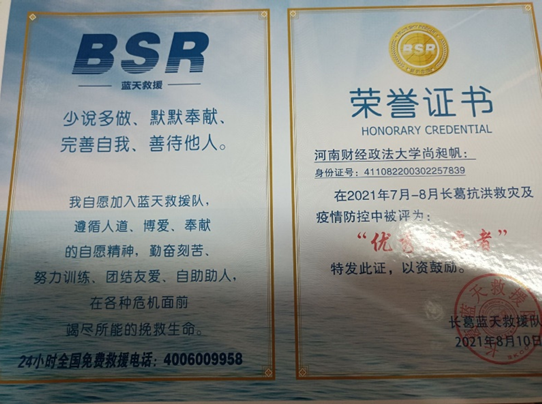 BSR
蓝天救援
少说多做、默默奉献、
完善自我、善待他人。
我自愿加入蓝天救援队，
遵循人道、博爱、奉献
的自愿精神，勤奋刻苦、
努力训练、团结友爱、自助助人，
在各种危机面前
竭尽所能的挽救生命。
24小时全国免费救援电话：4006009958
BSR
荣誉证书
HONORARY CREDENTIAL
河南财经政法大学尚昶帆：
身份证号：411082200302257839
在2021年7月-8月长葛抗洪救灾及
疫情防控中被评为：
“优 者”
特发此证，以资鼓励。
长葛蓝天救援队
2021年8月10日